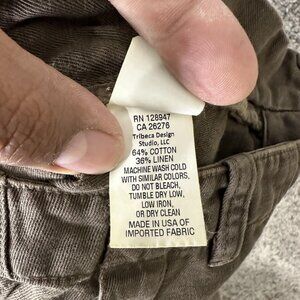 RN 128947
CA 26276
Tribeca Design
Studio, LLC
64% COTTON
36% LINEN
MACHINE WASH COLD
WITH SIMILAR COLORS,
DO NOT BLEACH,
TUMBLE DRY LOW,
LOW IRON,
OR DRY CLEAN
MADE IN USA OF
IMPORTED FABRIC